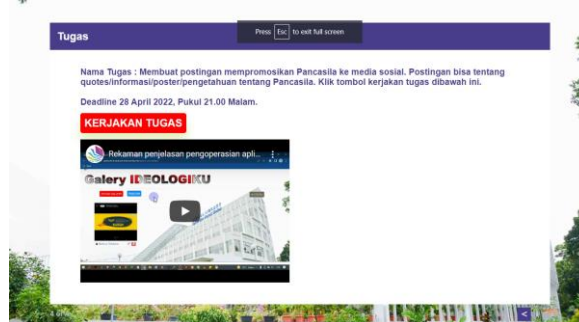 Tugas
Press Esc to exit full screen
Nama Tugas : Membuat postingan mempromosikan Pancasila ke media sosial. Postingan bisa tentang
quotes/informasi/poster/pengetahuan tentang Pancasila. Klik tombol kerjakan tugas dibawah ini.
Deadline 28 April 2022, Pukul 21.00 Malam.
KERJAKAN TUGAS
Rekaman penjelasan pengoperasian apli...
Galery IDEOLOGIKU